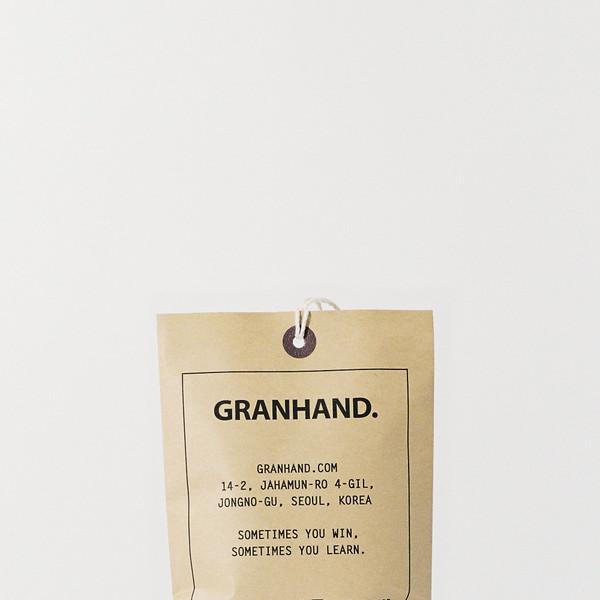 GRANHAND.
GRANHAND.COM
14-2, JAHAMUN-RO 4-GIL,
JONGNO-GU, SEOUL, KOREA
SOMETIMES YOU WIN,
SOMETIMES YOU LEARN.